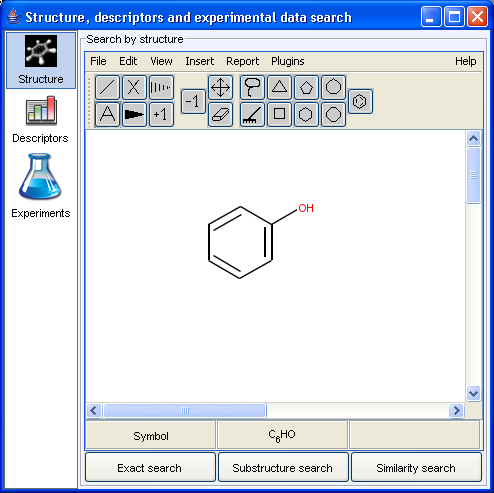 Structure, descriptors and experimental data search
Search by structure
Structure
Descriptors
Experiments
File Edit View Insert Report Plugins Help
-1
+1
OH
Symbol C6HO
Exact search Substructure search Similarity search